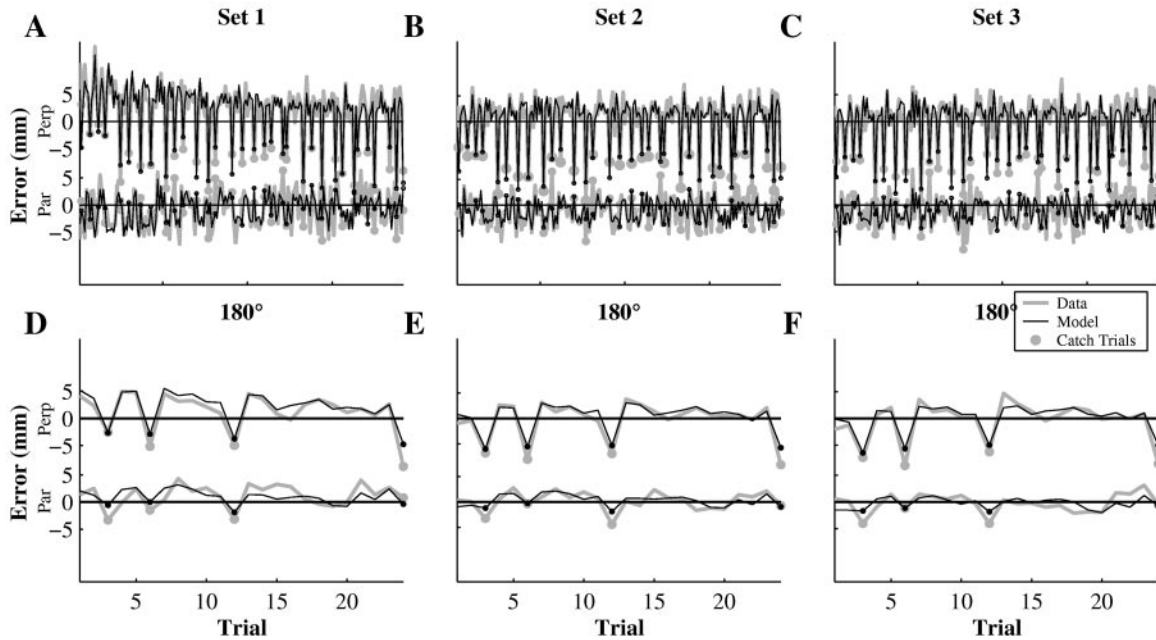 A Set 1 B Set 2 C Set 3
Error (mm)
Perp
5
0
−5
Par
5
0
−5
D 180° E 180° F 180°
Data
Model
Catch Trials
Error (mm)
Perp
5
0
−5
Par
5
0
−5
5 10 15 20 5 10 15 20 5 10 15 20
Trial Trial Trial